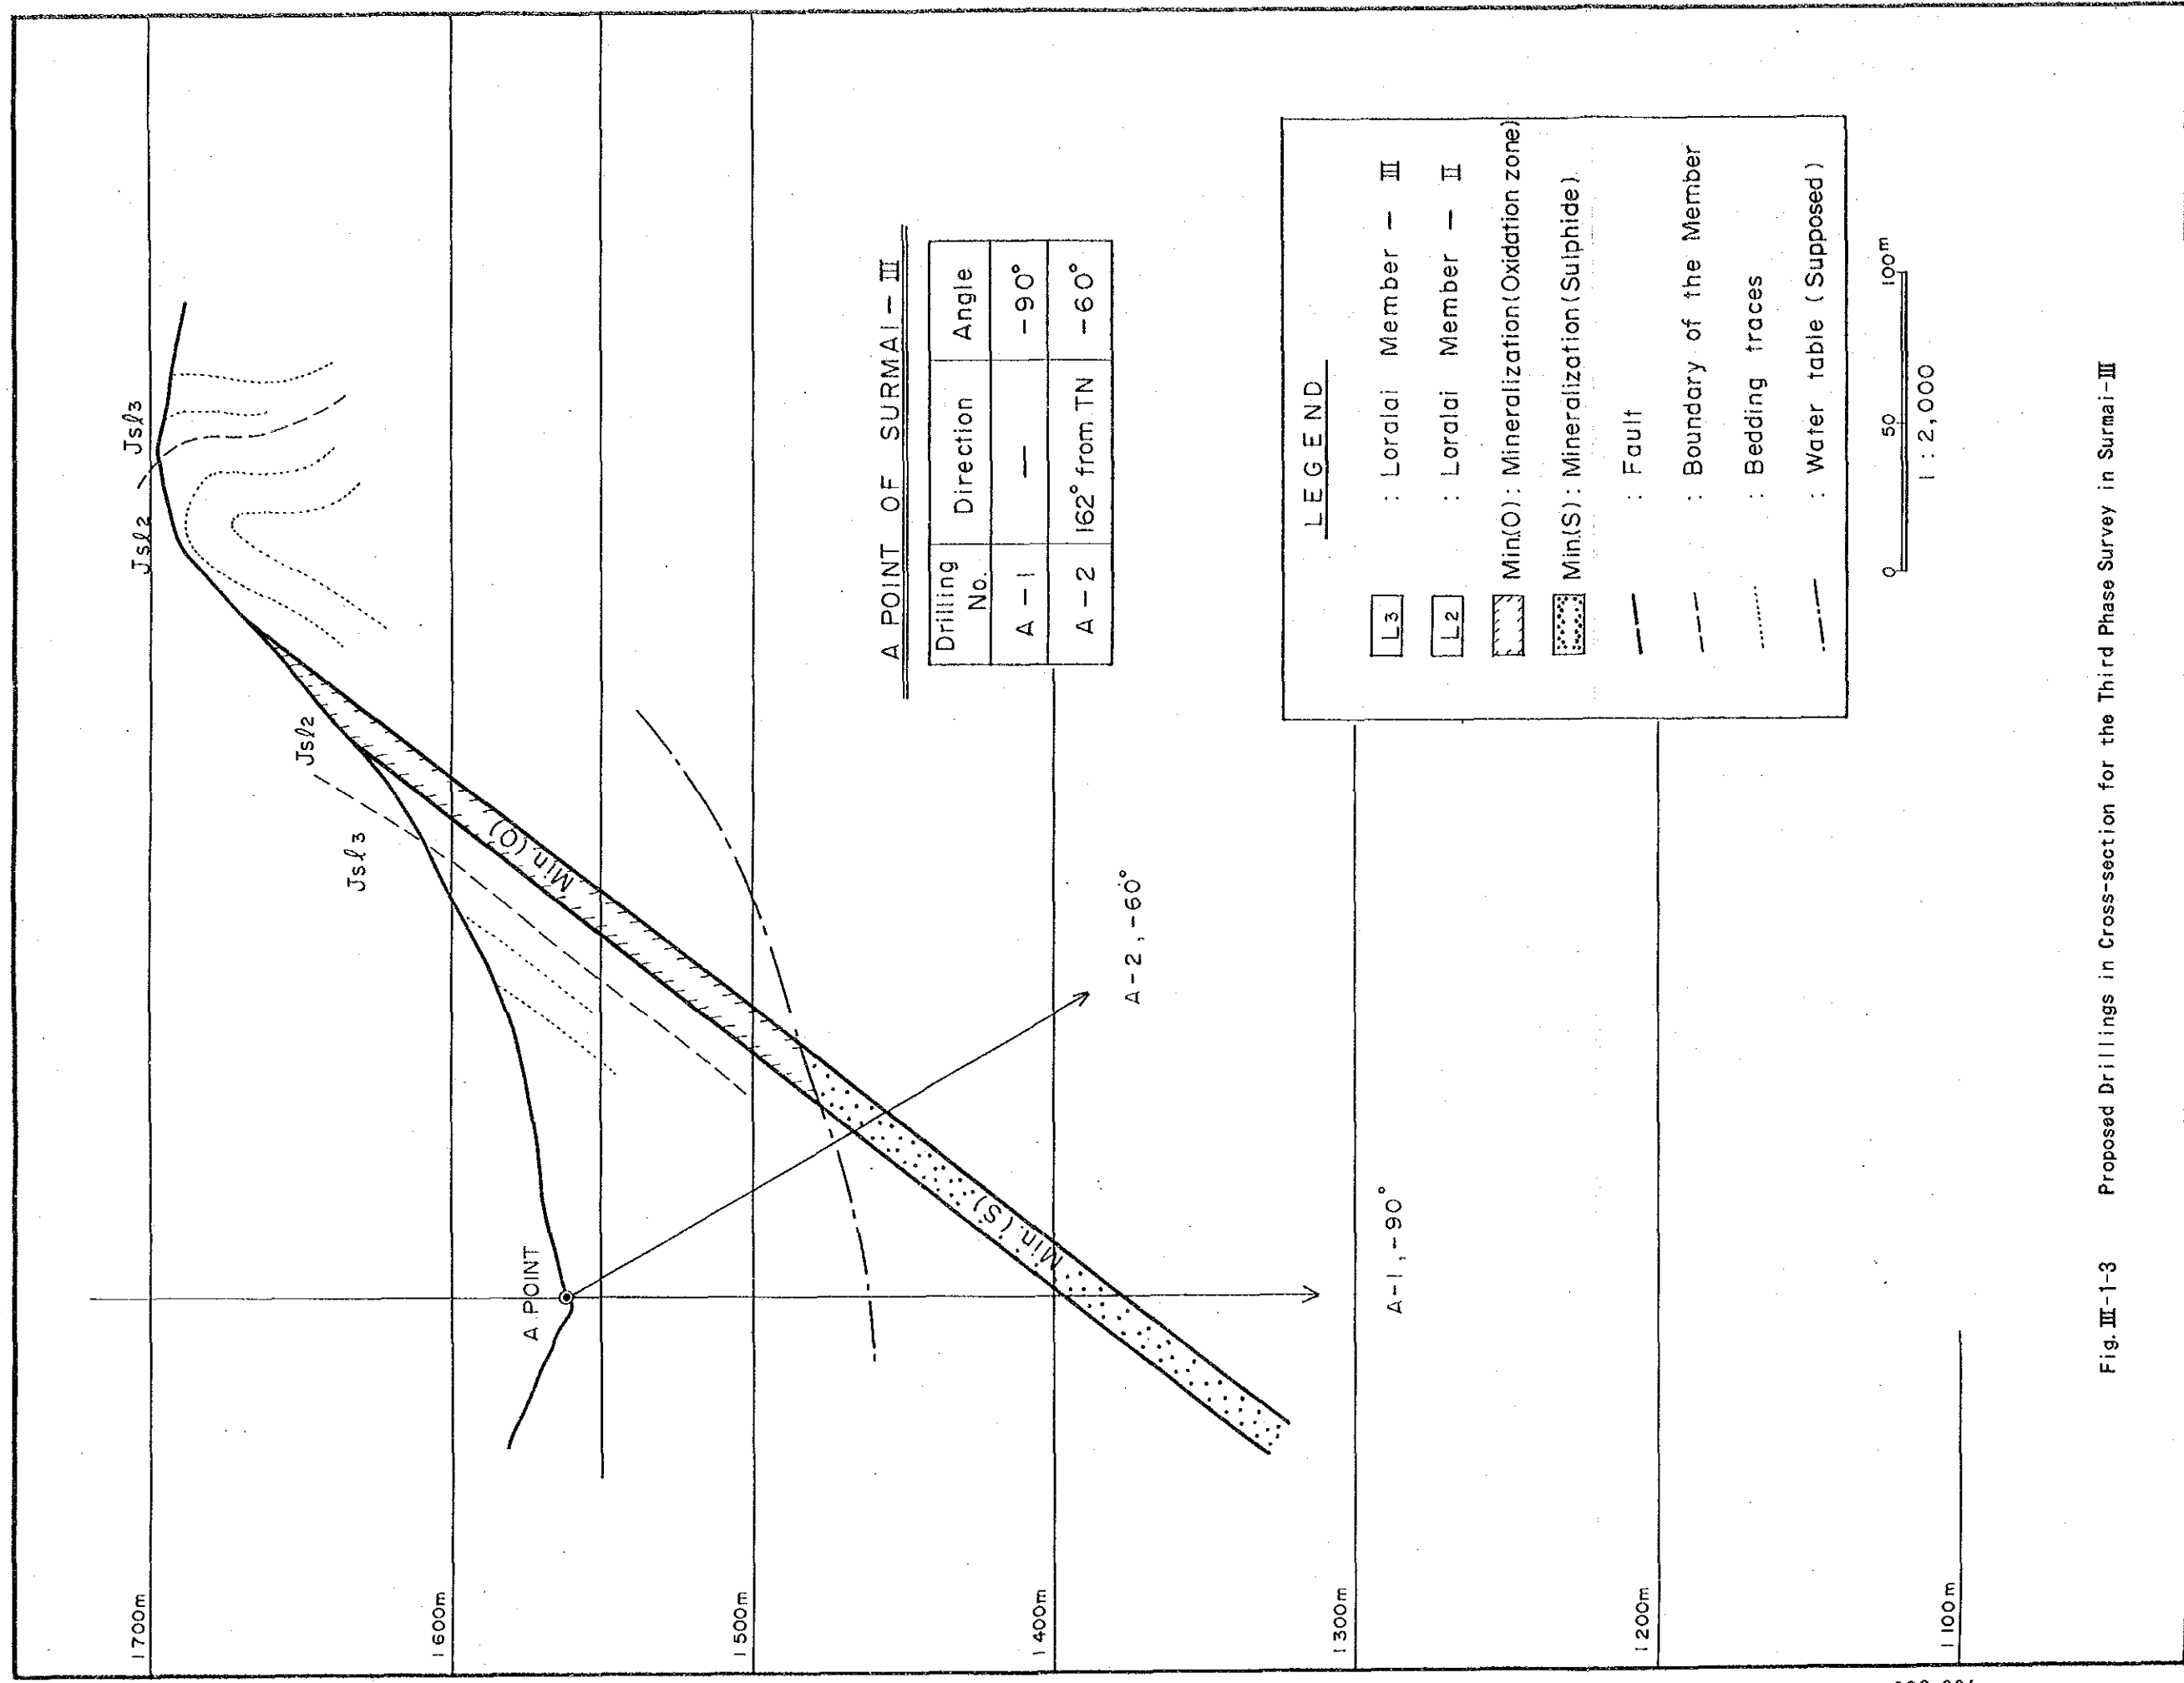 1700m
1600m
1500m
1400m
1300m
1200m
1100m
Jsl2
Jsl3
Jsl2
Jsl3
A POINT
Min.(O)
Min.(S)
A-2, -60°
A-1, -90°
A POINT OF SURMAI-III
Drilling No. Direction Angle
A-1 — -90°
A-2 162° from TN -60°
LEGEND
L3 : Loralai Member - III
L2 : Loralai Member - II
Min.(O) : Mineralization (Oxidation zone)
Min.(S) : Mineralization (Sulphide)
: Fault
: Boundary of the Member
: Bedding traces
: Water table (Supposed)
0 50 100m
1 : 2,000
Fig. III-1-3 Proposed Drillings in Cross-section for the Third Phase Survey in Surmai-III